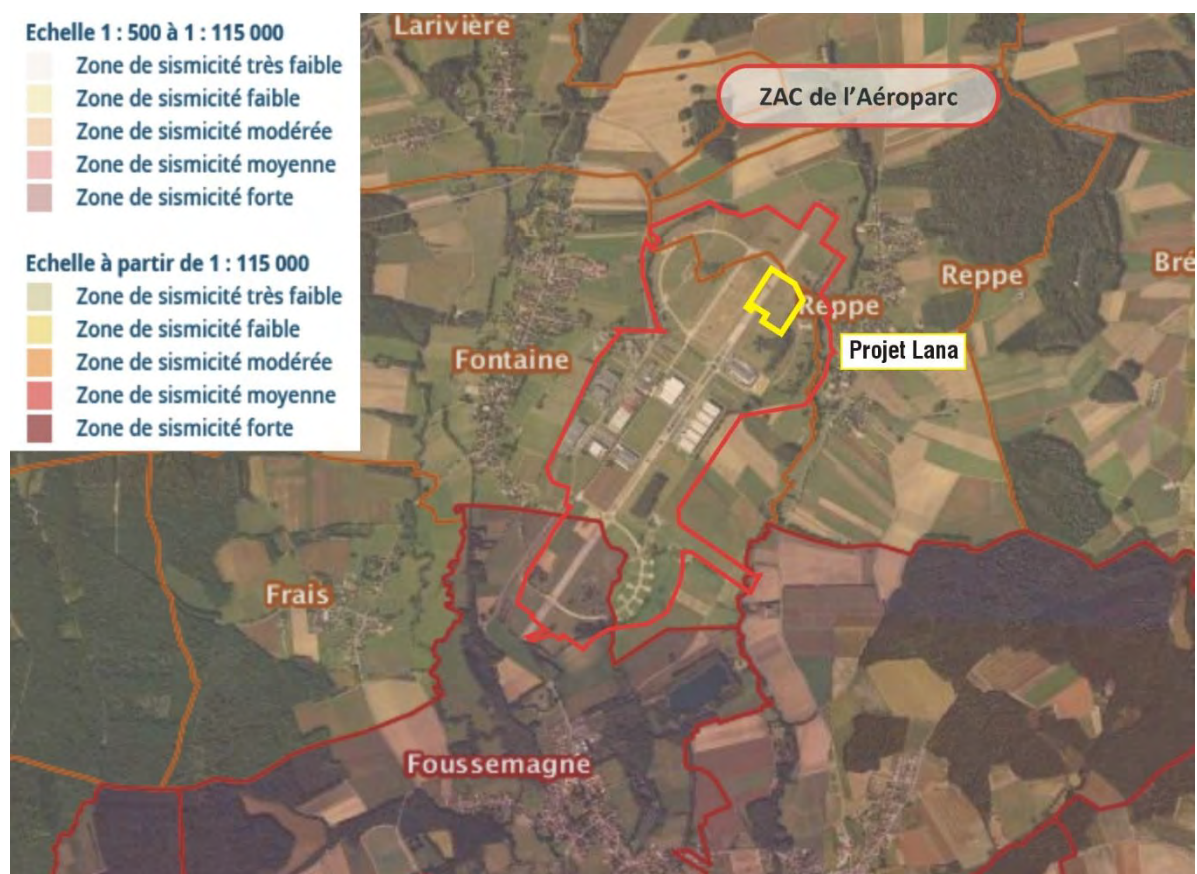 Echelle 1 : 500 à 1 : 115 000
Zone de sismicité très faible
Zone de sismicité faible
Zone de sismicité modérée
Zone de sismicité moyenne
Zone de sismicité forte
Echelle à partir de 1 : 115 000
Zone de sismicité très faible
Zone de sismicité faible
Zone de sismicité modérée
Zone de sismicité moyenne
Zone de sismicité forte
Larivière
ZAC de l’Aéroparc
Reppe
Bré
Reppe
Fontaine
Projet Lana
Frais
Foussemagne